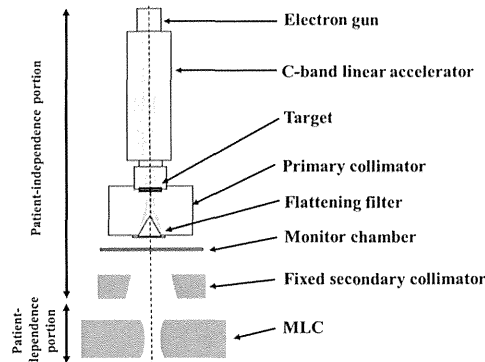 Electron gun
C-band linear accelerator
Target
Primary collimator
Flattening filter
Monitor chamber
Fixed secondary collimator
MLC
Patient-independence portion
Patient-
dependence
portion